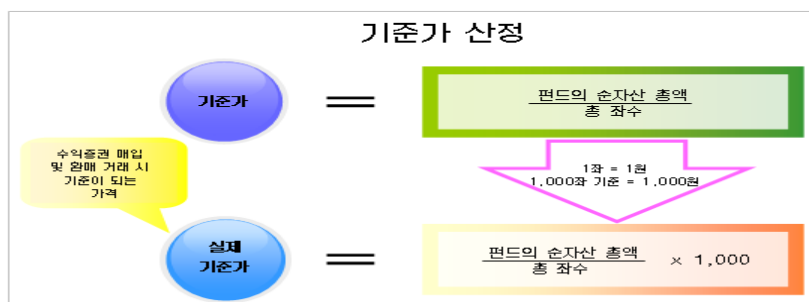 기준가 산정
기준가
=
펀드의 순자산 총액
총 좌수
수익증권 매입
및 환매 거래 시
기준이 되는
가격
1좌 = 1원
1,000좌 기준 = 1,000원
실제
기준가
=
펀드의 순자산 총액
총 좌수
× 1,000